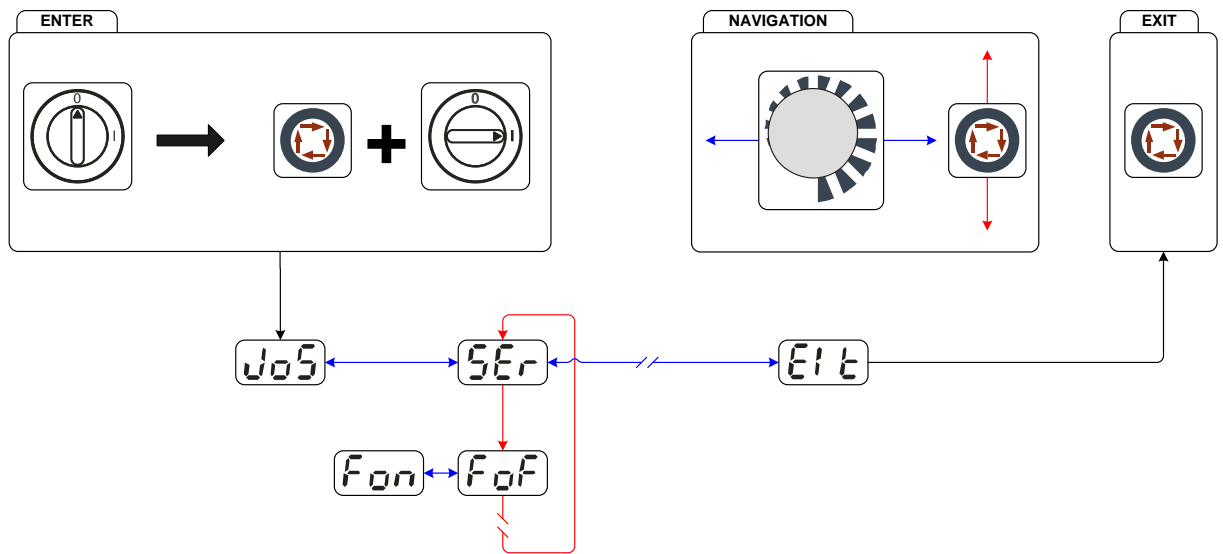 ENTER
NAVIGATION
EXIT
0
I
0
I
JoS
SEr
EIt
Fon
FoF